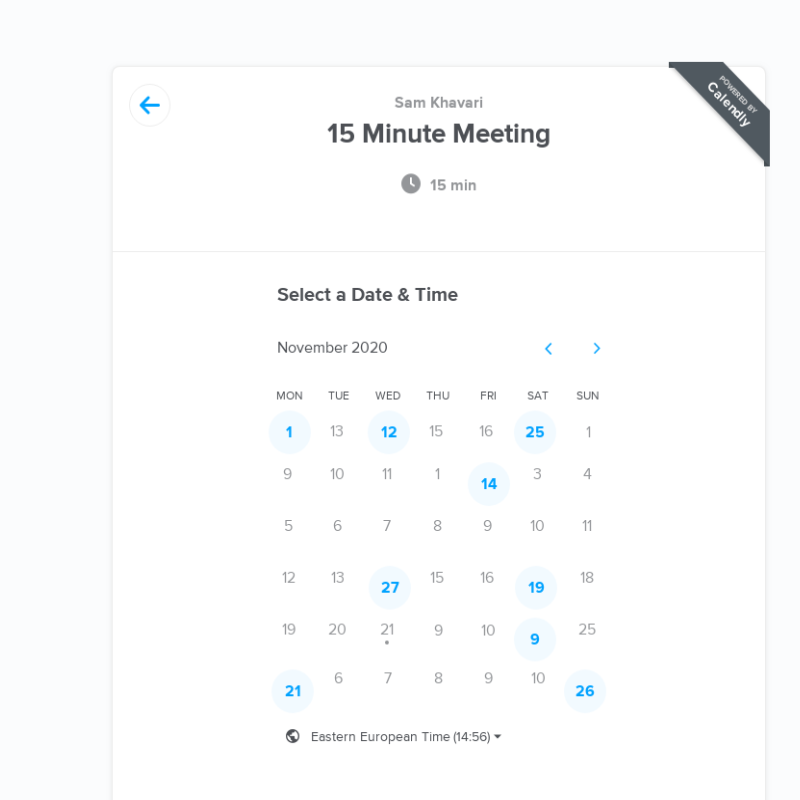 POWERED BY
Calendly
Sam Khavari
15 Minute Meeting
15 min
Select a Date & Time
November 2020
MON TUE WED THU FRI SAT SUN
1 13 12 15 16 25 1
9 10 11 1 14 3 4
5 6 7 8 9 10 11
12 13 27 15 16 19 18
19 20 21 9 10 9 25
21 6 7 8 9 10 26
Eastern European Time (14:56)